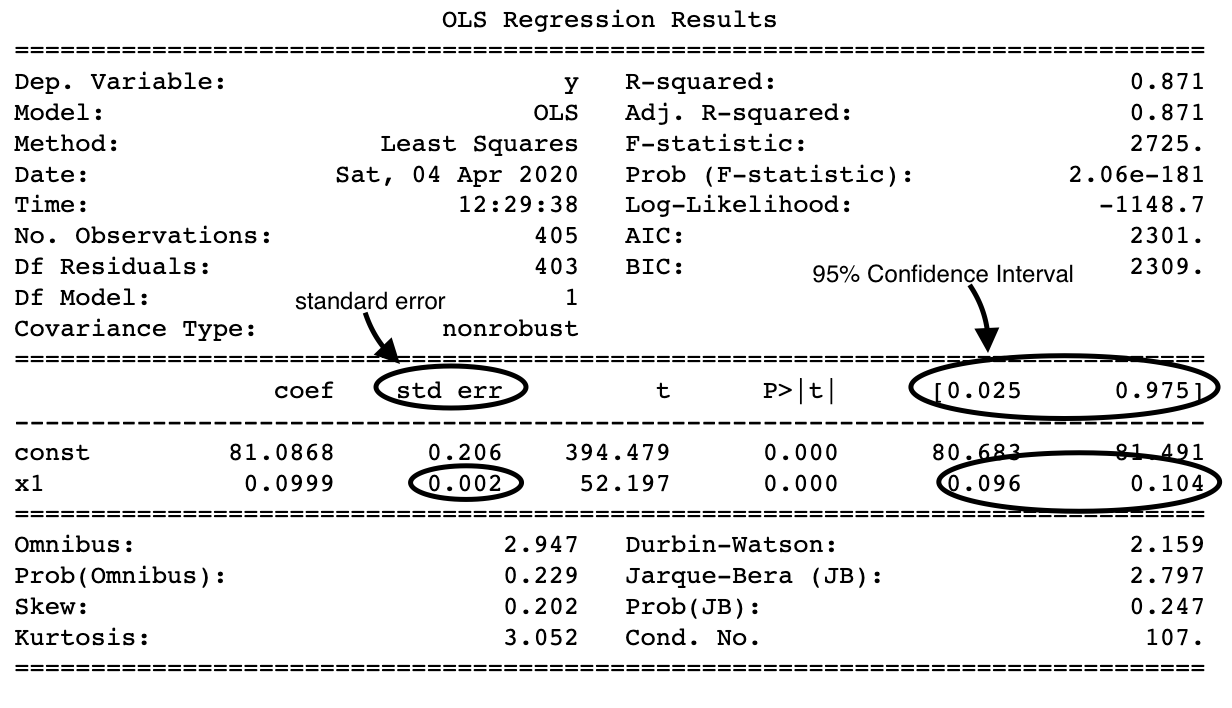 OLS Regression Results
==============================================================================
Dep. Variable: y R-squared: 0.871
Model: OLS Adj. R-squared: 0.871
Method: Least Squares F-statistic: 2725.
Date: Sat, 04 Apr 2020 Prob (F-statistic): 2.06e-181
Time: 12:29:38 Log-Likelihood: -1148.7
No. Observations: 405 AIC: 2301.
Df Residuals: 403 BIC: 2309.
95% Confidence Interval
Df Model: 1
standard error
Covariance Type: nonrobust
==============================================================================
coef std err t P>|t| [0.025 0.975]
------------------------------------------------------------------------------
const 81.0868 0.206 394.479 0.000 80.683 81.491
x1 0.0999 0.002 52.197 0.000 0.096 0.104
==============================================================================
Omnibus: 2.947 Durbin-Watson: 2.159
Prob(Omnibus): 0.229 Jarque-Bera (JB): 2.797
Skew: 0.202 Prob(JB): 0.247
Kurtosis: 3.052 Cond. No. 107.
==============================================================================